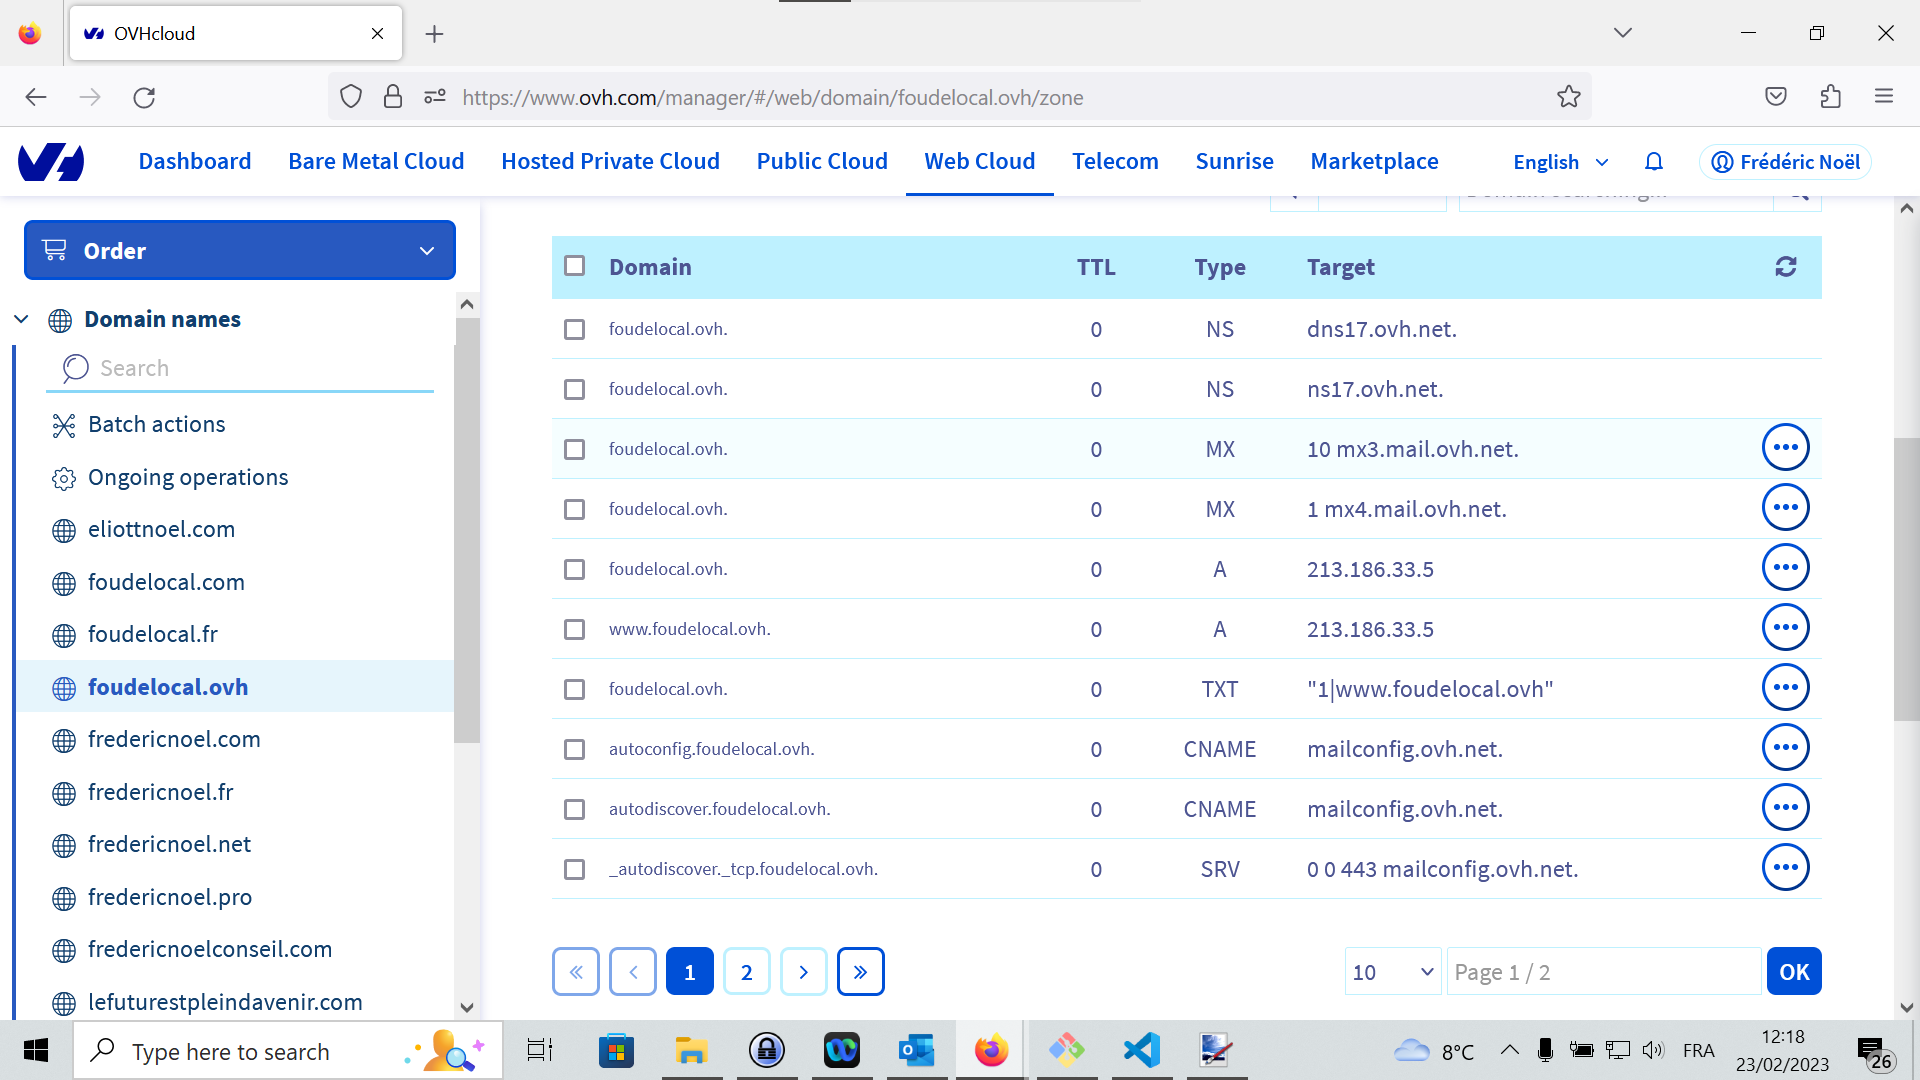 OVHcloud
https://www.ovh.com/manager/#/web/domain/foudelocal.ovh/zone
Dashboard
Bare Metal Cloud
Hosted Private Cloud
Public Cloud
Web Cloud
Telecom
Sunrise
Marketplace
English
Frédéric Noël
Order
Domain names
Search
Batch actions
Ongoing operations
eliottnoel.com
foudelocal.com
foudelocal.fr
foudelocal.ovh
fredericnoel.com
fredericnoel.fr
fredericnoel.net
fredericnoel.pro
fredericnoelconseil.com
lefuturestpleindavenir.com
Domain searching...
Domain TTL Type Target
foudelocal.ovh. 0 NS dns17.ovh.net.
foudelocal.ovh. 0 NS ns17.ovh.net.
foudelocal.ovh. 0 MX 10 mx3.mail.ovh.net.
foudelocal.ovh. 0 MX 1 mx4.mail.ovh.net.
foudelocal.ovh. 0 A 213.186.33.5
www.foudelocal.ovh. 0 A 213.186.33.5
foudelocal.ovh. 0 TXT "1|www.foudelocal.ovh"
autoconfig.foudelocal.ovh. 0 CNAME mailconfig.ovh.net.
autodiscover.foudelocal.ovh. 0 CNAME mailconfig.ovh.net.
_autodiscover._tcp.foudelocal.ovh. 0 SRV 0 0 443 mailconfig.ovh.net.
« ‹ 1 2 › »
10
Page 1 / 2
OK
Type here to search
8°C
FRA
12:18
23/02/2023
26